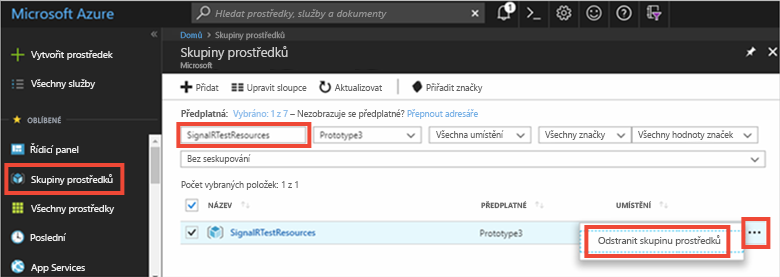 Microsoft Azure
Hledat prostředky, služby a dokumenty
1
Vytvořit prostředek
Všechny služby
OBLÍBENÉ
Řídicí panel
Skupiny prostředků
Všechny prostředky
Poslední
App Services
Domů > Skupiny prostředků
Skupiny prostředků
Microsoft
Přidat
Upravit sloupce
Aktualizovat
Přiřadit značky
Předplatná: Vybráno: 1 z 7 – Nezobrazuje se předplatné? Přepnout adresáře
SignalRTestResources
Prototype3
Všechna umístění
Všechny značky
Všechny hodnoty značek
Bez seskupování
Počet vybraných položek: 1 z 1
NÁZEV
PŘEDPLATNÉ
UMÍSTĚNÍ
SignalRTestResources
Prototype3
Odstranit skupinu prostředků